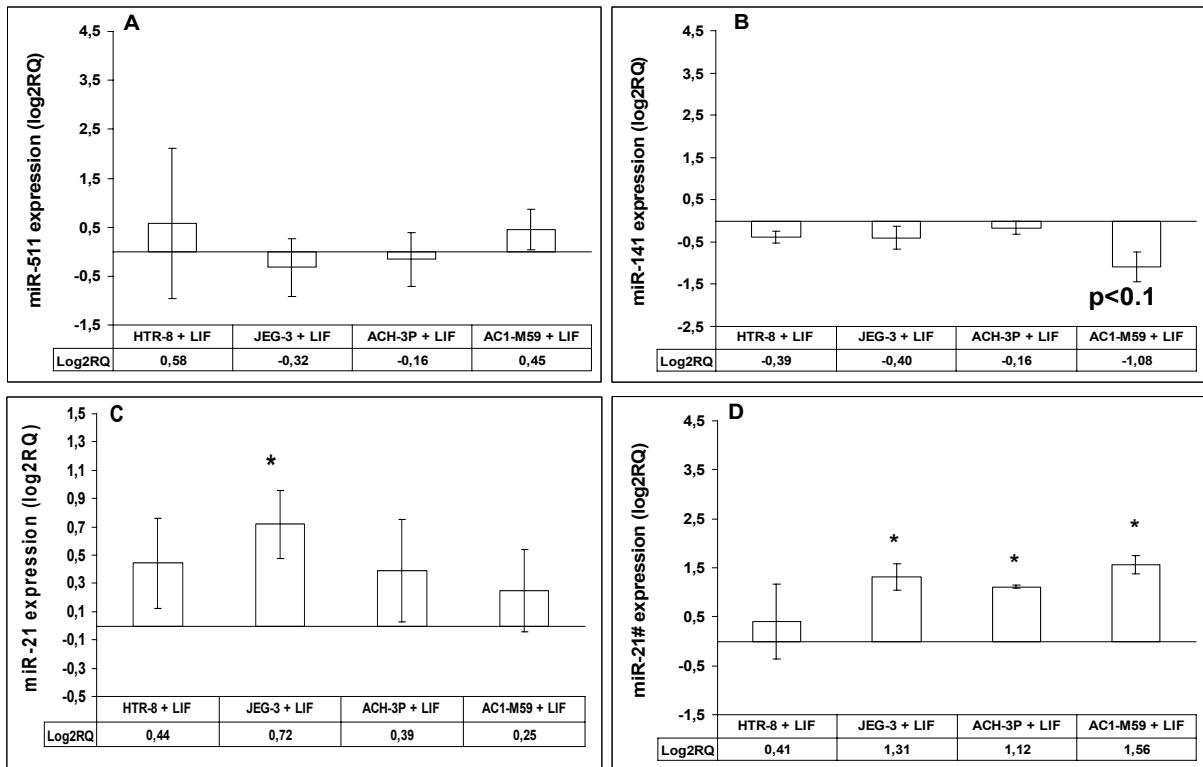 A
miR-511 expression (log2RQ)
4,5
3,5
2,5
1,5
0,5
-0,5
-1,5
HTR-8 + LIF JEG-3 + LIF ACH-3P + LIF AC1-M59 + LIF
Log2RQ 0,58 -0,32 -0,16 0,45
B
miR-141 expression (log2RQ)
4,5
3,5
2,5
1,5
0,5
-0,5
-1,5
-2,5
p<0.1
HTR-8 + LIF JEG-3 + LIF ACH-3P + LIF AC1-M59 + LIF
Log2RQ -0,39 -0,40 -0,16 -1,08
C
miR-21 expression (log2RQ)
1,5
1,3
1,1
0,9
0,7
0,5
0,3
0,1
-0,1
-0,3
-0,5
*
HTR-8 + LIF JEG-3 + LIF ACH-3P + LIF AC1-M59 + LIF
Log2RQ 0,44 0,72 0,39 0,25
D
miR-21# expression (log2RQ)
4,5
3,5
2,5
1,5
0,5
-0,5
-1,5
* * *
HTR-8 + LIF JEG-3 + LIF ACH-3P + LIF AC1-M59 + LIF
Log2RQ 0,41 1,31 1,12 1,56